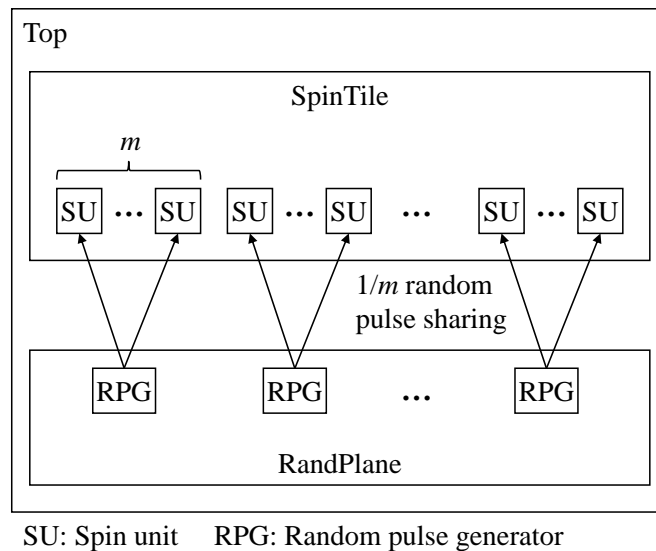 Top
SpinTile
m
SU ... SU SU ... SU ... SU ... SU
1/m random
pulse sharing
RPG RPG ... RPG
RandPlane
SU: Spin unit RPG: Random pulse generator